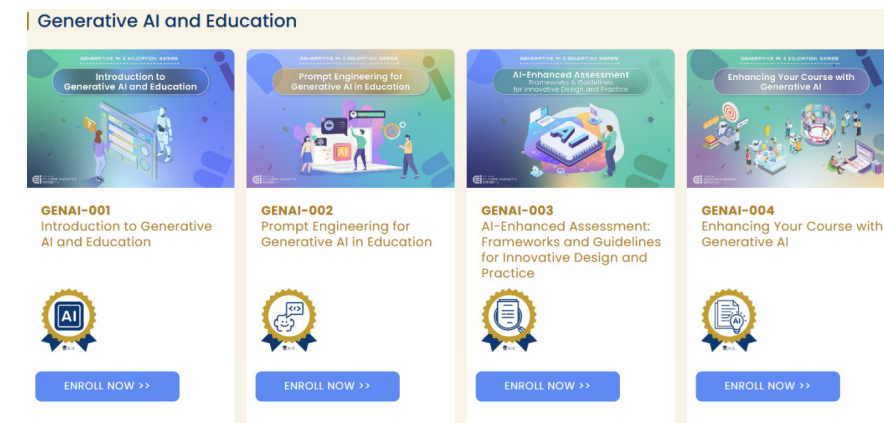 Generative AI and Education
GENERATIVE AI & EDUCATION SERIES
Introduction to
Generative AI and Education
GENERATIVE AI & EDUCATION SERIES
Prompt Engineering for
Generative AI in Education
GENERATIVE AI & EDUCATION SERIES
AI-Enhanced Assessment
Frameworks & Guidelines
for Innovative Design and Practice
AI
GENERATIVE AI & EDUCATION SERIES
Enhancing Your Course with
Generative AI
GENAI-001
Introduction to Generative
AI and Education
AI
ENROLL NOW >>
GENAI-002
Prompt Engineering for
Generative AI in Education
</>
ENROLL NOW >>
GENAI-003
AI-Enhanced Assessment:
Frameworks and Guidelines
for Innovative Design and
Practice
ENROLL NOW >>
GENAI-004
Enhancing Your Course with
Generative AI
AI
ENROLL NOW >>